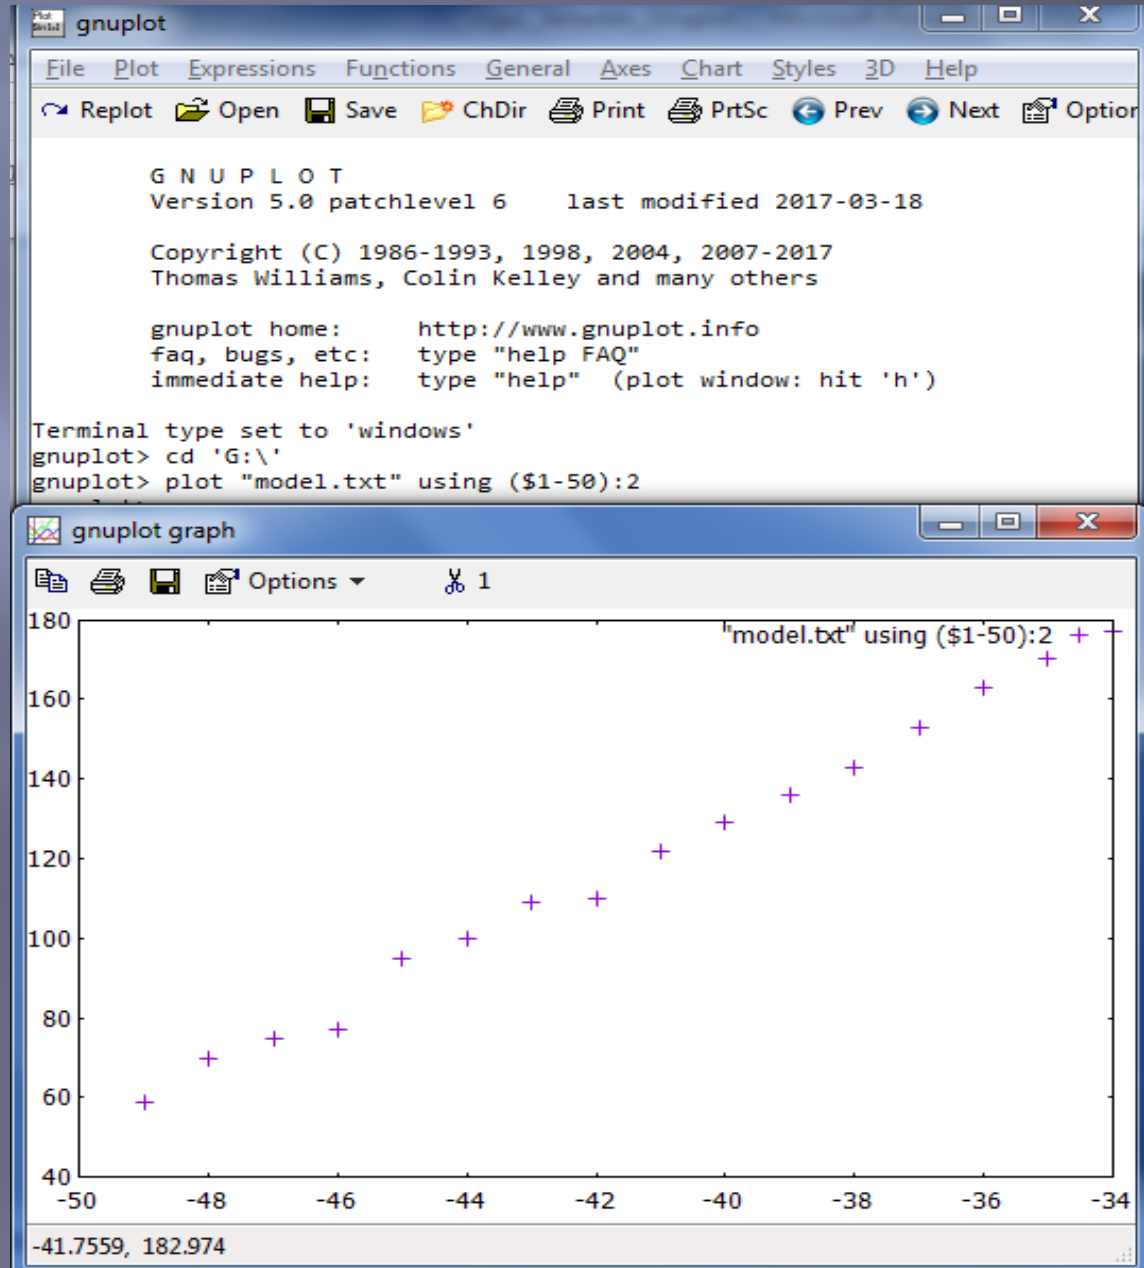 gnuplot
File Plot Expressions Functions General Axes Chart Styles 3D Help
Replot Open Save ChDir Print PrtSc Prev Next Option
G N U P L O T
Version 5.0 patchlevel 6    last modified 2017-03-18
Copyright (C) 1986-1993, 1998, 2004, 2007-2017
Thomas Williams, Colin Kelley and many others
gnuplot home:     http://www.gnuplot.info
faq, bugs, etc:   type "help FAQ"
immediate help:   type "help"  (plot window: hit 'h')
Terminal type set to 'windows'
gnuplot> cd 'G:\'
gnuplot> plot "model.txt" using ($1-50):2
gnuplot graph
Options 1
"model.txt" using ($1-50):2
180
160
140
120
100
80
60
40
-50 -48 -46 -44 -42 -40 -38 -36 -34
-41.7559, 182.974